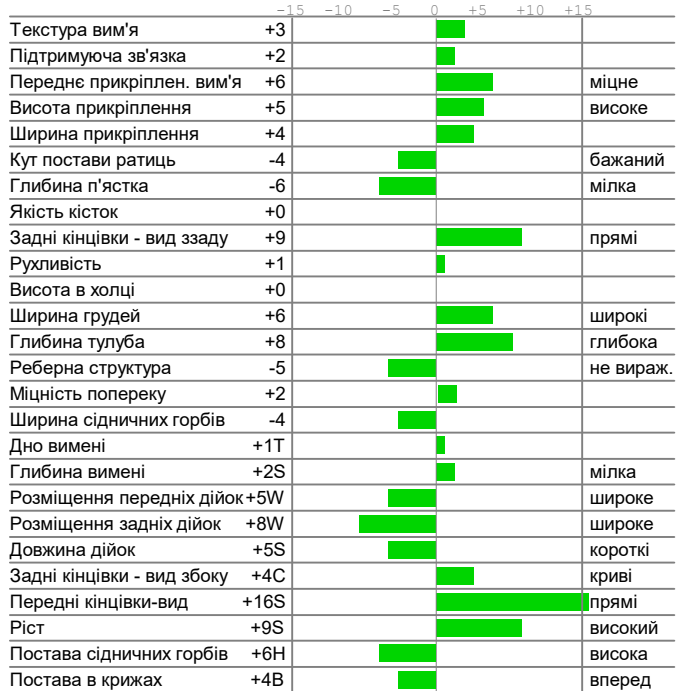 -15 -10 -5 0 +5 +10 +15
Текстура вим'я +3
Підтримуюча зв'язка +2
Переднє прикріплен. вим'я +6 міцне
Висота прикріплення +5 високе
Ширина прикріплення +4
Кут постави ратиць -4 бажаний
Глибина п'ястка -6 мілка
Якість кісток +0
Задні кінцівки - вид ззаду +9 прямі
Рухливість +1
Висота в холці +0
Ширина грудей +6 широкі
Глибина тулуба +8 глибока
Реберна структура -5 не вираж.
Міцність попереку +2
Ширина сідничних горбів -4
Дно вимені +1T
Глибина вимені +2S мілка
Розміщення передніх дійок +5W широке
Розміщення задніх дійок +8W широке
Довжина дійок +5S короткі
Задні кінцівки - вид збоку +4C криві
Передні кінцівки-вид +16S прямі
Ріст +9S високий
Постава сідничних горбів +6H висока
Постава в крижах +4B вперед